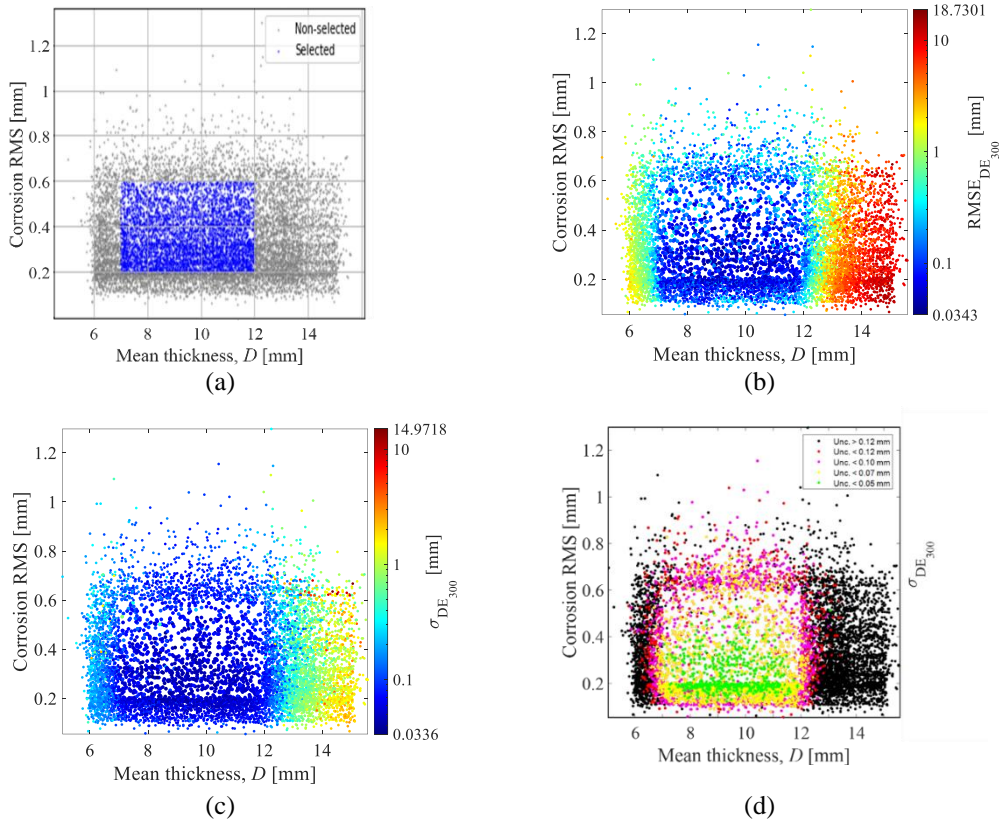 Non-selected
Selected
1.2
1
0.8
0.6
0.4
0.2
Corrosion RMS [mm]
6 8 10 12 14
Mean thickness, D [mm]
(a)
1.2
1
0.8
0.6
0.4
0.2
Corrosion RMS [mm]
6 8 10 12 14
Mean thickness, D [mm]
18.7301
10
1
0.1
0.0343
RMSE_DE_300 [mm]
(b)
1.2
1
0.8
0.6
0.4
0.2
Corrosion RMS [mm]
6 8 10 12 14
Mean thickness, D [mm]
14.9718
10
1
0.1
0.0336
σ_DE_300 [mm]
(c)
Unc. > 0.12 mm
Unc. < 0.12 mm
Unc. < 0.10 mm
Unc. < 0.07 mm
Unc. < 0.05 mm
1.2
1
0.8
0.6
0.4
0.2
Corrosion RMS [mm]
6 8 10 12 14
Mean thickness, D [mm]
σ_DE_300
(d)